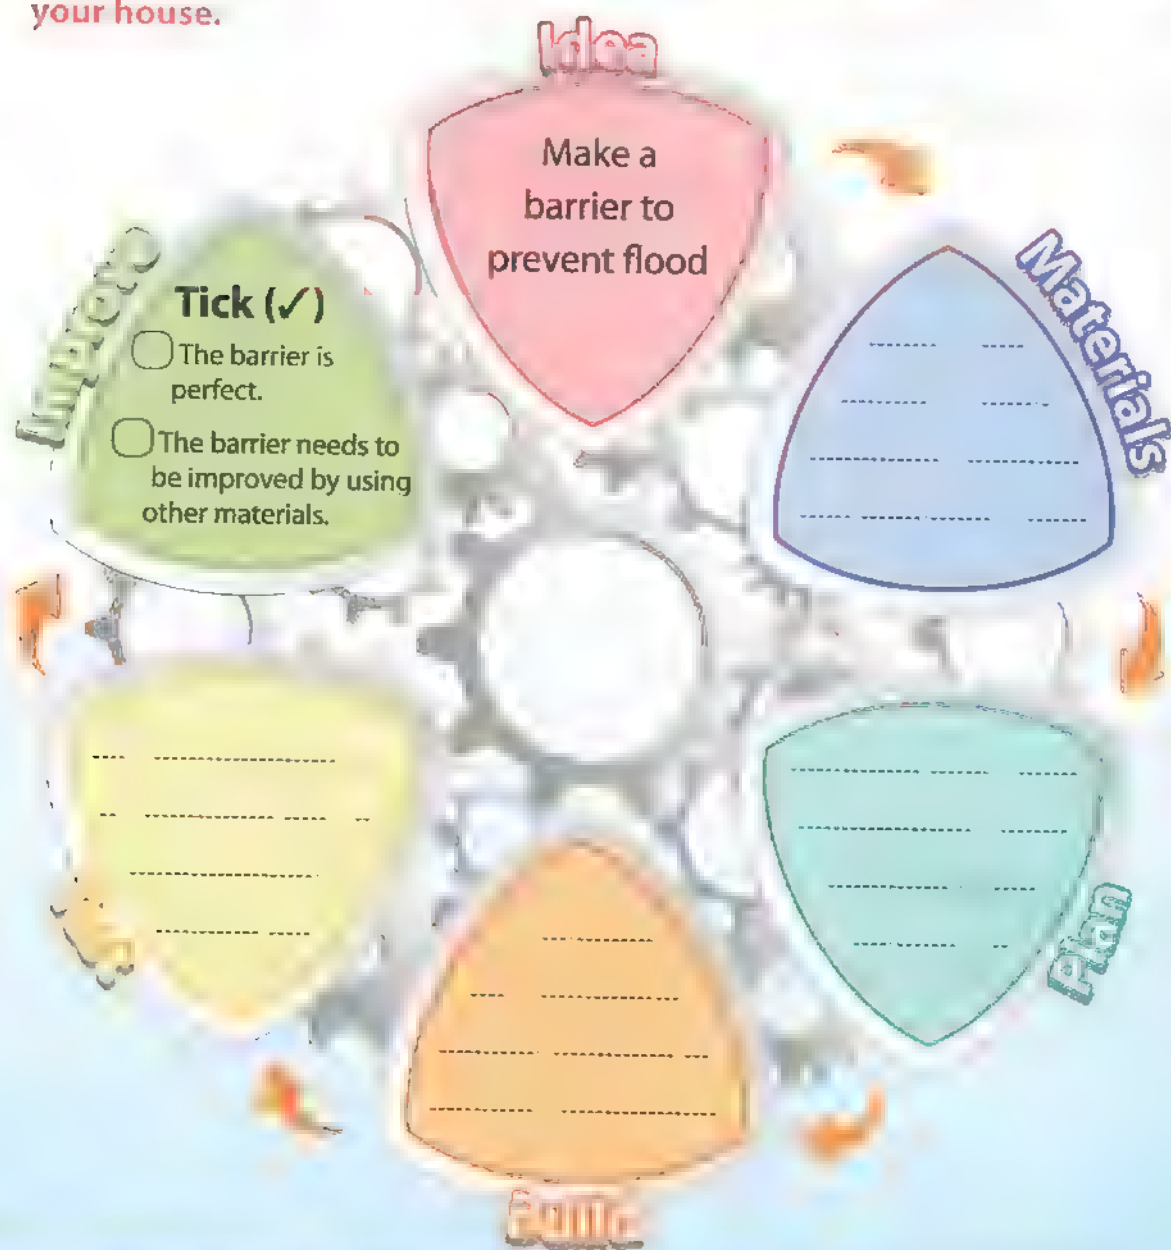 your house.
Idea
Make a
barrier to
prevent flood
Materials
Improve
Tick (✓)
The barrier is
perfect.
The barrier needs to
be improved by using
other materials.
Plan